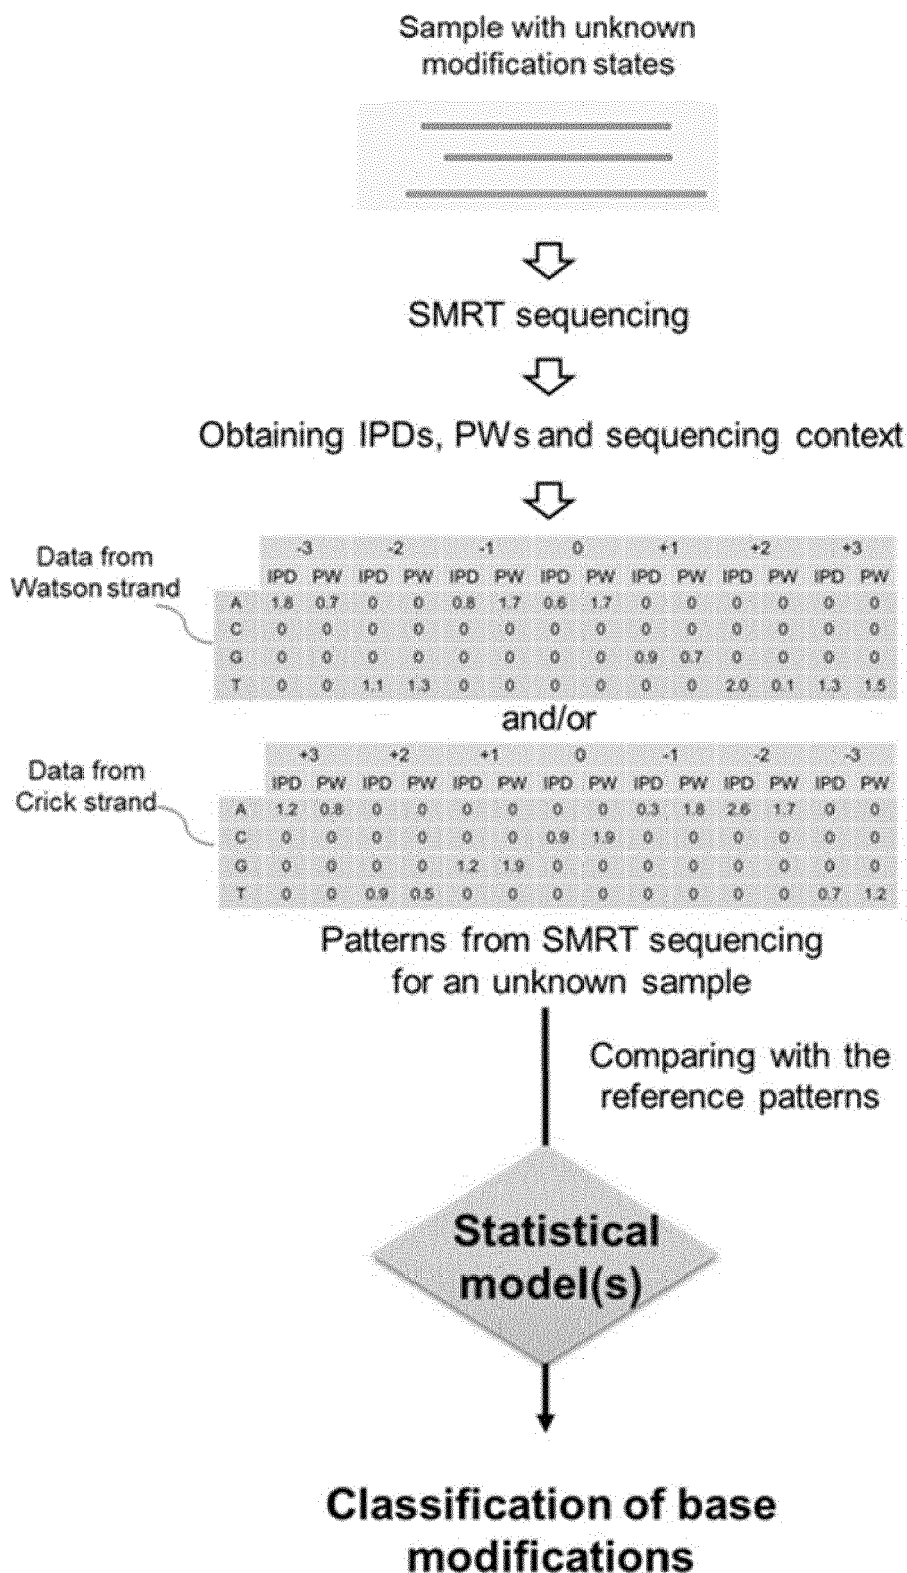 Sample with unknown
modification states
SMRT sequencing
Obtaining IPDs, PWs and sequencing context
Data from
Watson strand
-3 -2 -1 0 +1 +2 +3
IPD PW IPD PW IPD PW IPD PW IPD PW IPD PW IPD PW
A 1.8 0.7 0 0 0.8 1.7 0.6 1.7 0 0 0 0 0 0
C 0 0 0 0 0 0 0 0 0 0 0 0 0 0
G 0 0 0 0 0 0 0 0 0.9 0.7 0 0 0 0
T 0 0 1.1 1.3 0 0 0 0 0 0 2.0 0.1 1.3 1.5
and/or
Data from
Crick strand
+3 +2 +1 0 -1 -2 -3
IPD PW IPD PW IPD PW IPD PW IPD PW IPD PW IPD PW
A 1.2 0.8 0 0 0 0 0 0 0.3 1.8 2.6 1.7 0 0
C 0 0 0 0 0 0 0.9 1.9 0 0 0 0 0 0
G 0 0 0 0 1.2 1.9 0 0 0 0 0 0 0 0
T 0 0 0.9 0.5 0 0 0 0 0 0 0 0 0.7 1.2
Patterns from SMRT sequencing
for an unknown sample
Comparing with the
reference patterns
Statistical
model(s)
Classification of base
modifications